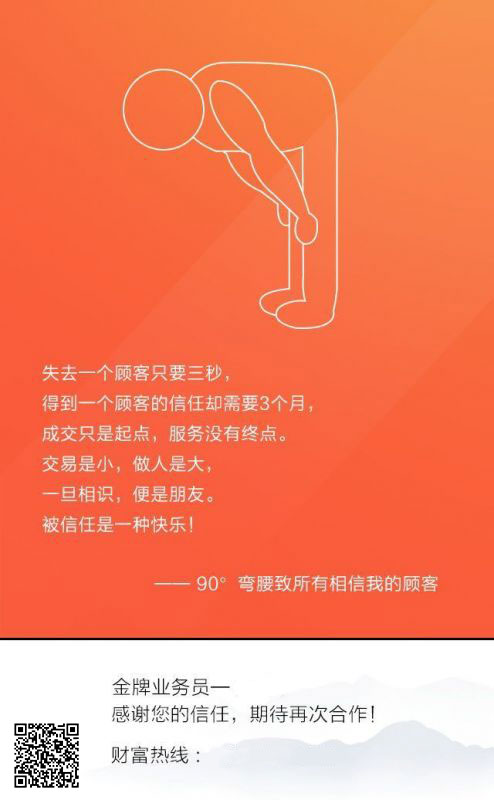 失去一个顾客只要三秒，
得到一个顾客的信任却需要3个月，
成交只是起点，服务没有终点。
交易是小，做人是大，
一旦相识，便是朋友。
被信任是一种快乐！
—— 90° 弯腰致所有相信我的顾客
金牌业务员—
感谢您的信任，期待再次合作！
财富热线：